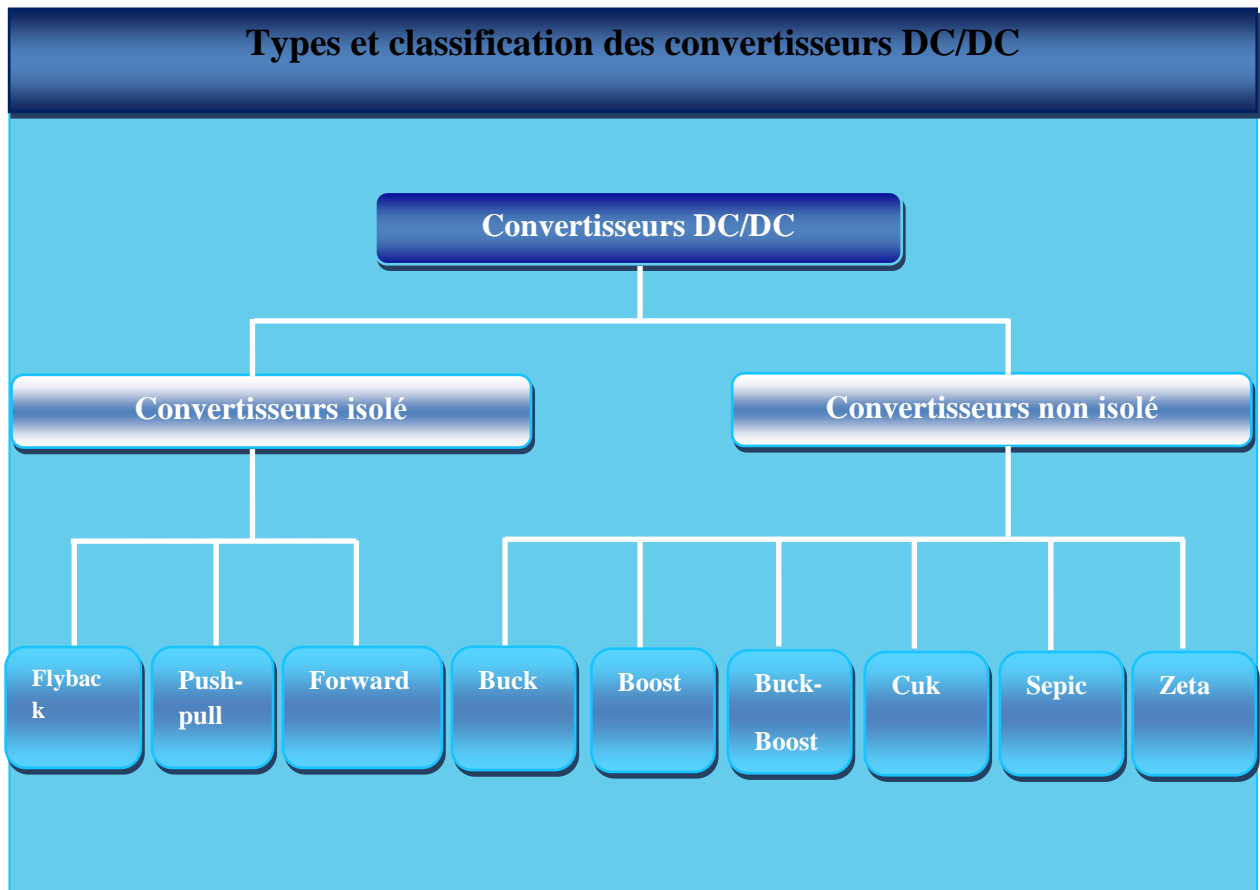 Types et classification des convertisseurs DC/DC
Convertisseurs DC/DC
Convertisseurs isolé
Convertisseurs non isolé
Flybac
k
Push-
pull
Forward
Buck
Boost
Buck-
Boost
Cuk
Sepic
Zeta